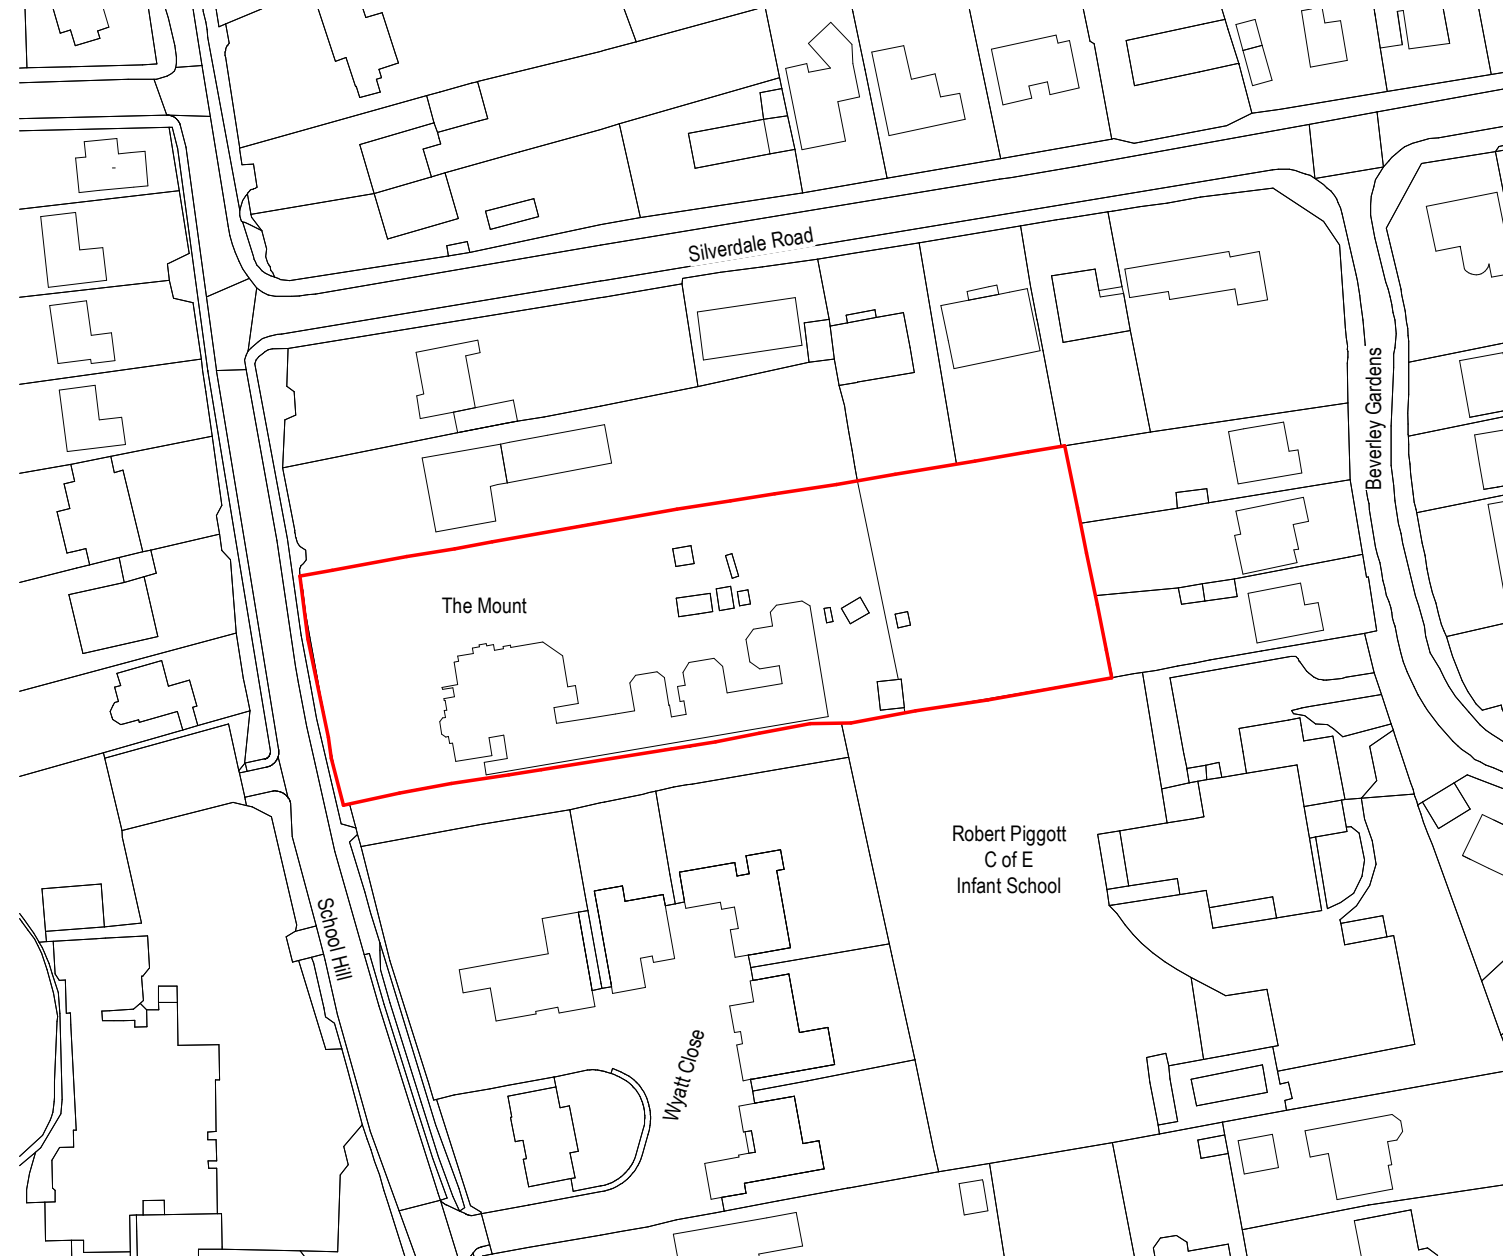 Silverdale Road
Beverley Gardens
The Mount
Robert Piggott
C of E
Infant School
School Hill
Wyatt Close